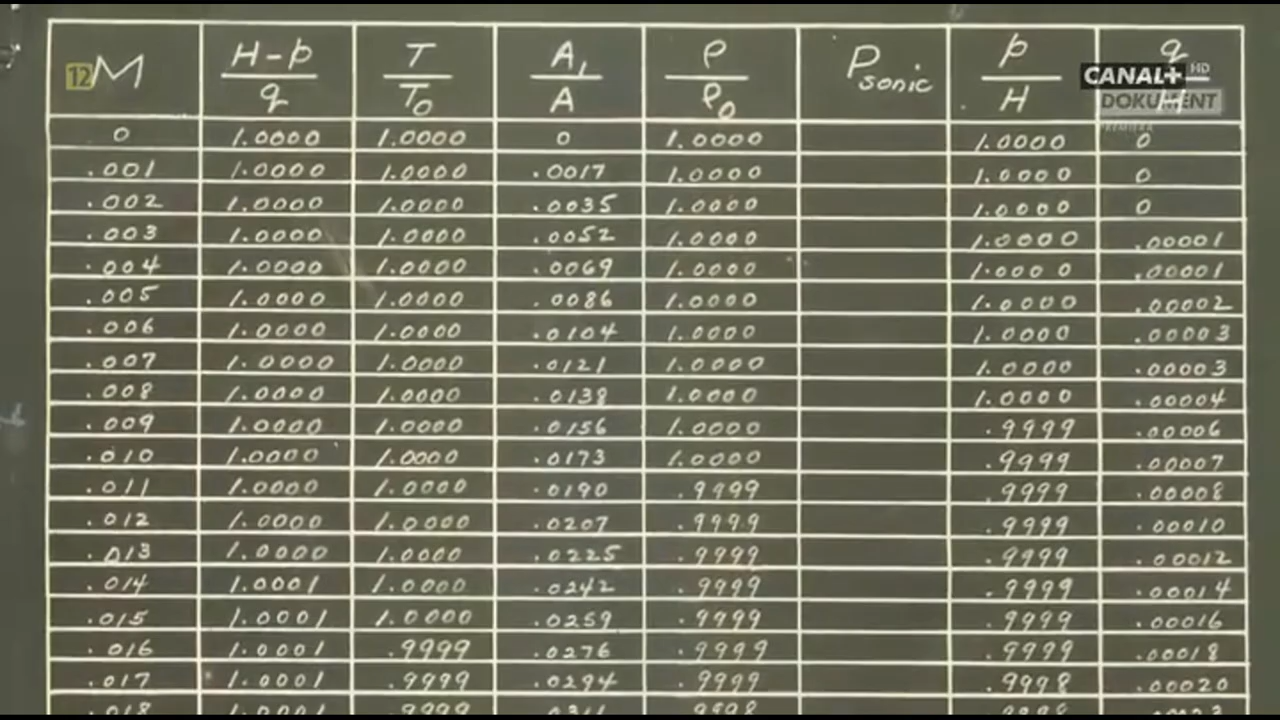 12
M H-p/q T/T₀ A₁/A ρ/ρ₀ P sonic p/H q/H
CANAL+ HD
DOKUMENT
PREMIERA
0 1.0000 1.0000 0 1.0000 1.0000 0
.001 1.0000 1.0000 .0017 1.0000 1.0000 0
.002 1.0000 1.0000 .0035 1.0000 1.0000 0
.003 1.0000 1.0000 .0052 1.0000 1.0000 .00001
.004 1.0000 1.0000 .0069 1.0000 1.0000 .00001
.005 1.0000 1.0000 .0086 1.0000 1.0000 .00002
.006 1.0000 1.0000 .0104 1.0000 1.0000 .00003
.007 1.0000 1.0000 .0121 1.0000 1.0000 .00003
.008 1.0000 1.0000 .0138 1.0000 1.0000 .00004
.009 1.0000 1.0000 .0156 1.0000 .9999 .00006
.010 1.0000 1.0000 .0173 1.0000 .9999 .00007
.011 1.0000 1.0000 .0190 .9999 .9999 .00008
.012 1.0000 1.0000 .0207 .9999 .9999 .00010
.013 1.0000 1.0000 .0225 .9999 .9999 .00012
.014 1.0001 1.0000 .0242 .9999 .9999 .00014
.015 1.0001 1.0000 .0259 .9999 .9999 .00016
.016 1.0001 .9999 .0276 .9999 .9999 .00018
.017 1.0001 .9999 .0294 .9999 .9998 .00020
.018 1.0001 .9999 .0311